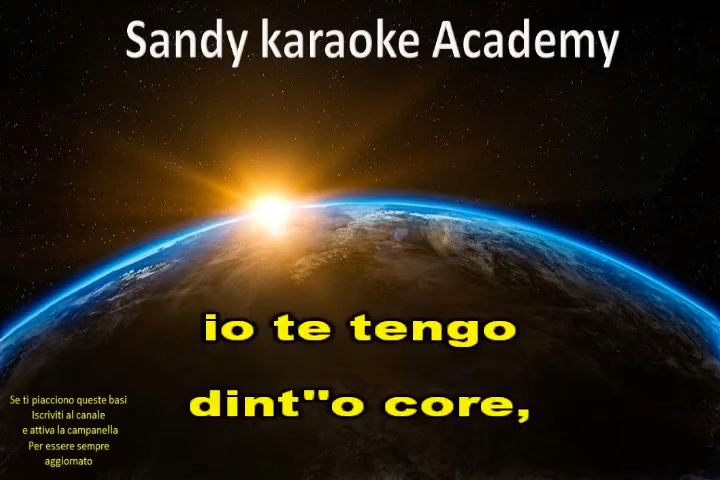 Sandy karaoke Academy
io te tengo
dint''o core,
Se ti piacciono queste basi
Iscriviti al canale
e attiva la campanella
Per essere sempre
aggiornato